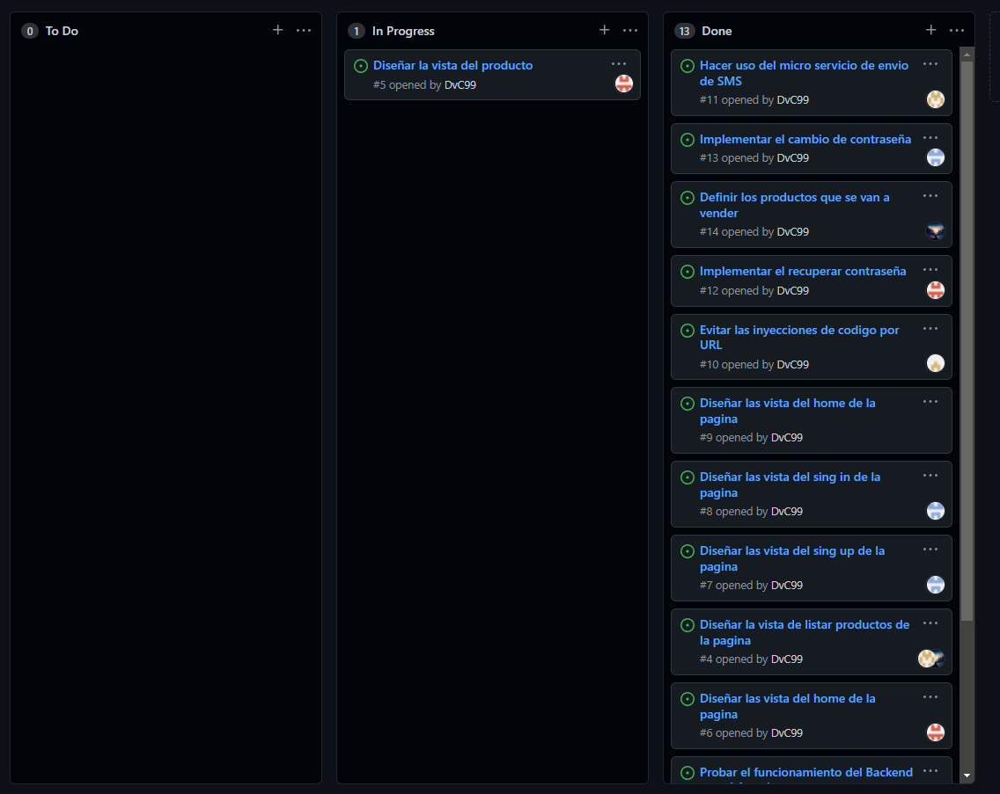 0 To Do
1 In Progress
Diseñar la vista del producto
#5 opened by DvC99
13 Done
Hacer uso del micro servicio de envio
de SMS
#11 opened by DvC99
Implementar el cambio de contraseña
#13 opened by DvC99
Definir los productos que se van a
vender
#14 opened by DvC99
Implementar el recuperar contraseña
#12 opened by DvC99
Evitar las inyecciones de codigo por
URL
#10 opened by DvC99
Diseñar las vista del home de la
pagina
#9 opened by DvC99
Diseñar las vista del sing in de la
pagina
#8 opened by DvC99
Diseñar las vista del sing up de la
pagina
#7 opened by DvC99
Diseñar la vista de listar productos de
la pagina
#4 opened by DvC99
Diseñar las vista del home de la
pagina
#6 opened by DvC99
Probar el funcionamiento del Backend